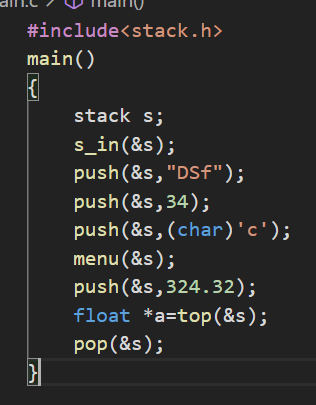 ain.c > main()
#include<stack.h>
main()
{
    stack s;
    s_in(&s);
    push(&s,"DSf");
    push(&s,34);
    push(&s,(char)'c');
    menu(&s);
    push(&s,324.32);
    float *a=top(&s);
    pop(&s);
}